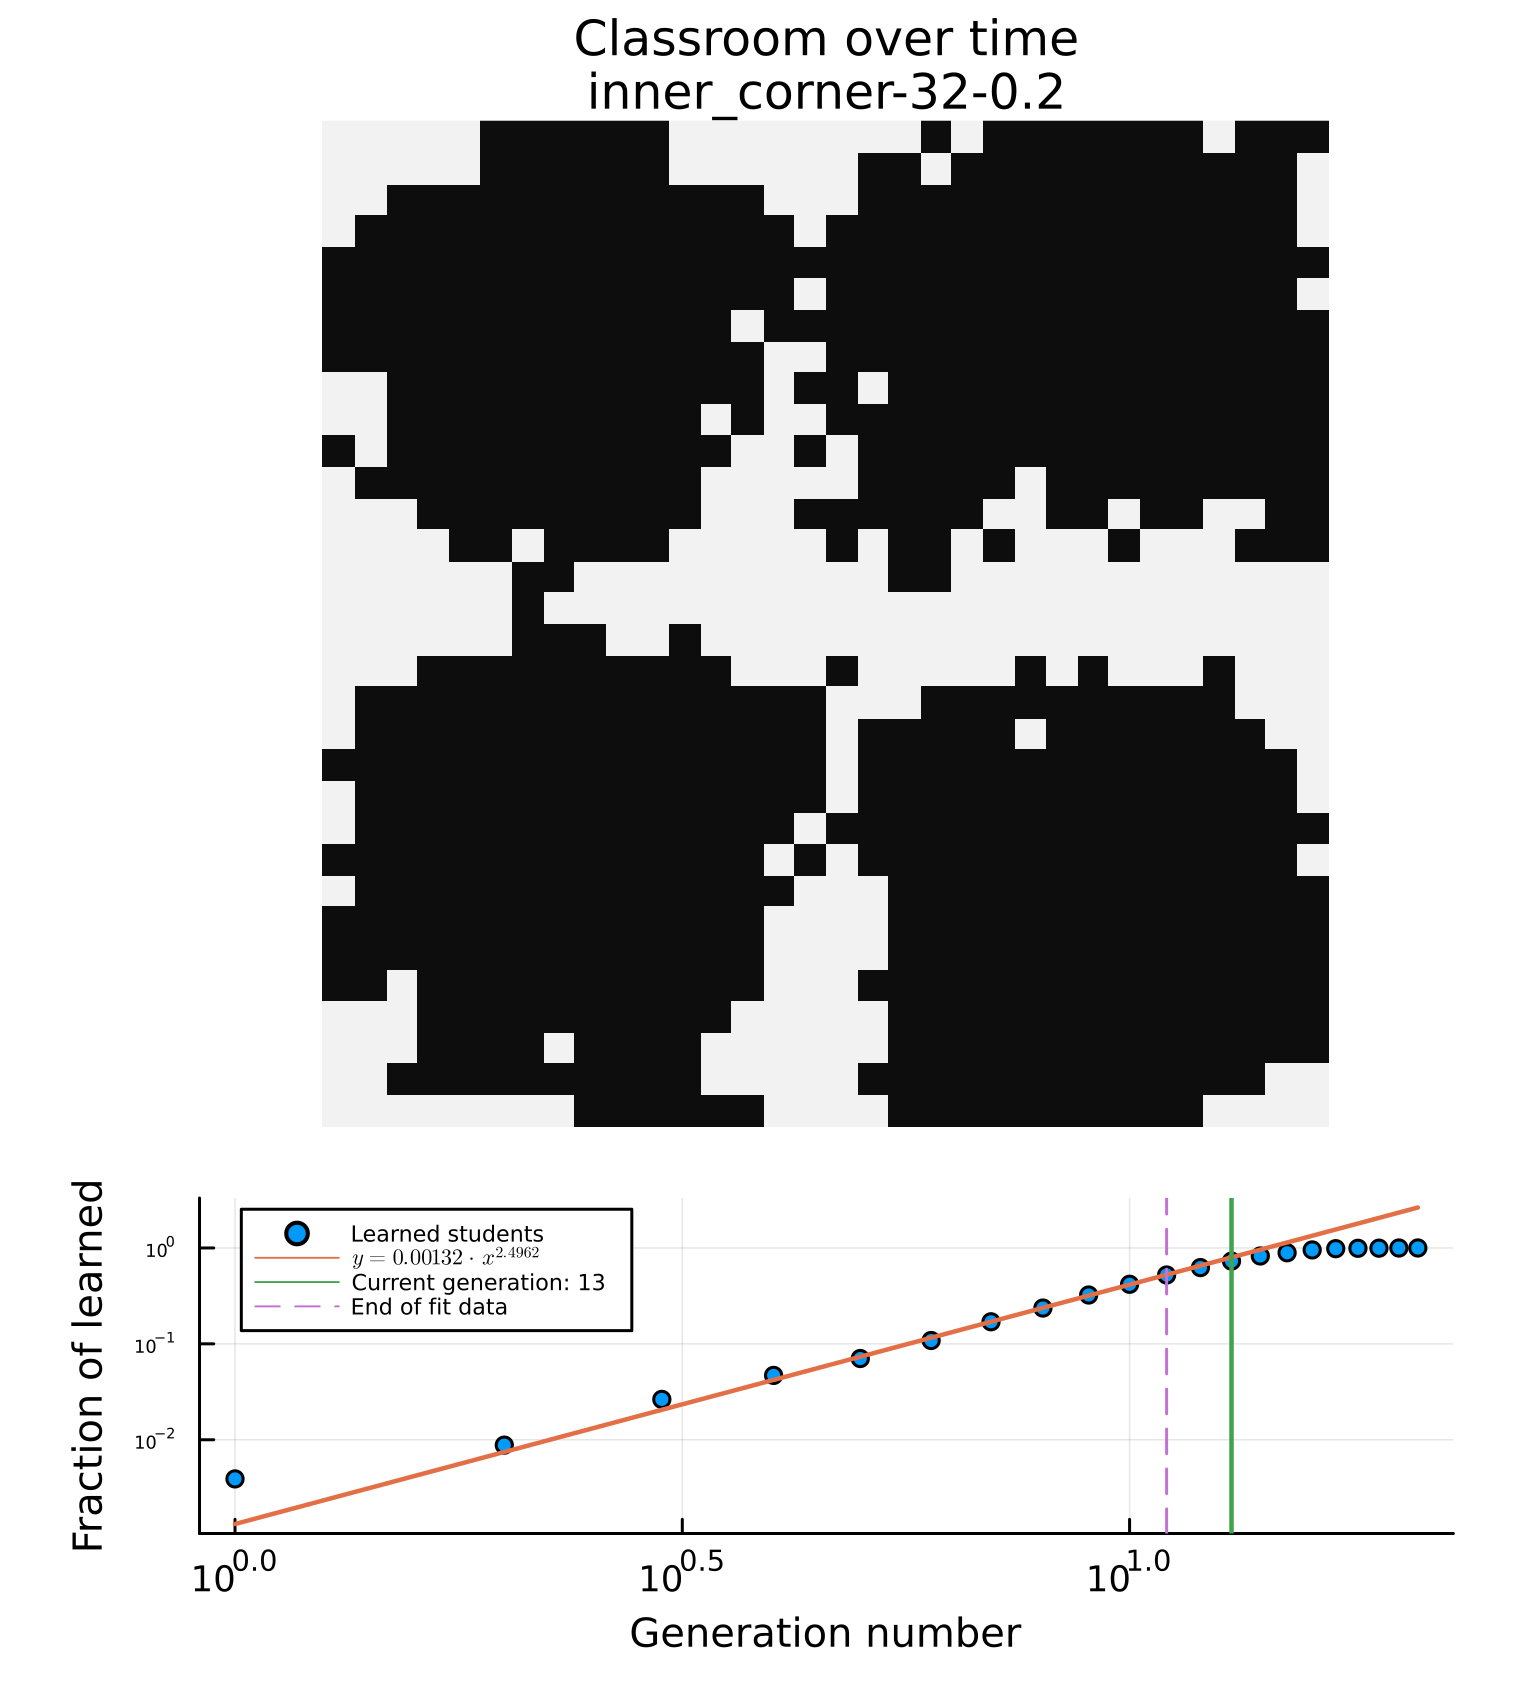 Classroom over time
inner_corner-32-0.2
Fraction of learned
10^0
10^-1
10^-2
Learned students
y = 0.00132 · x^2.4962
Current generation: 13
End of fit data
10^0.0 10^0.5 10^1.0
Generation number